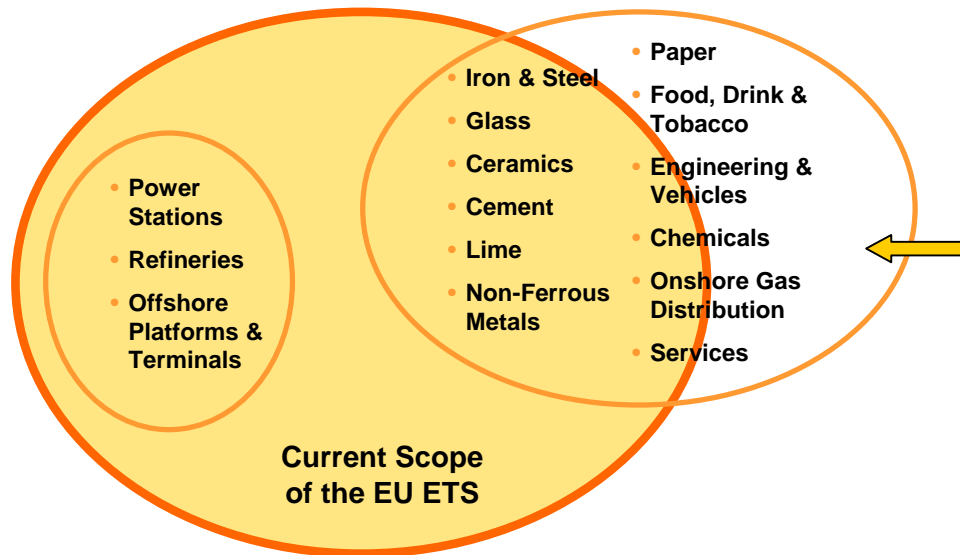 • Power
Stations
• Refineries
• Offshore
Platforms &
Terminals
• Iron & Steel
• Glass
• Ceramics
• Cement
• Lime
• Non-Ferrous
Metals
• Paper
• Food, Drink &
Tobacco
• Engineering &
Vehicles
• Chemicals
• Onshore Gas
Distribution
• Services
Current Scope
of the EU ETS